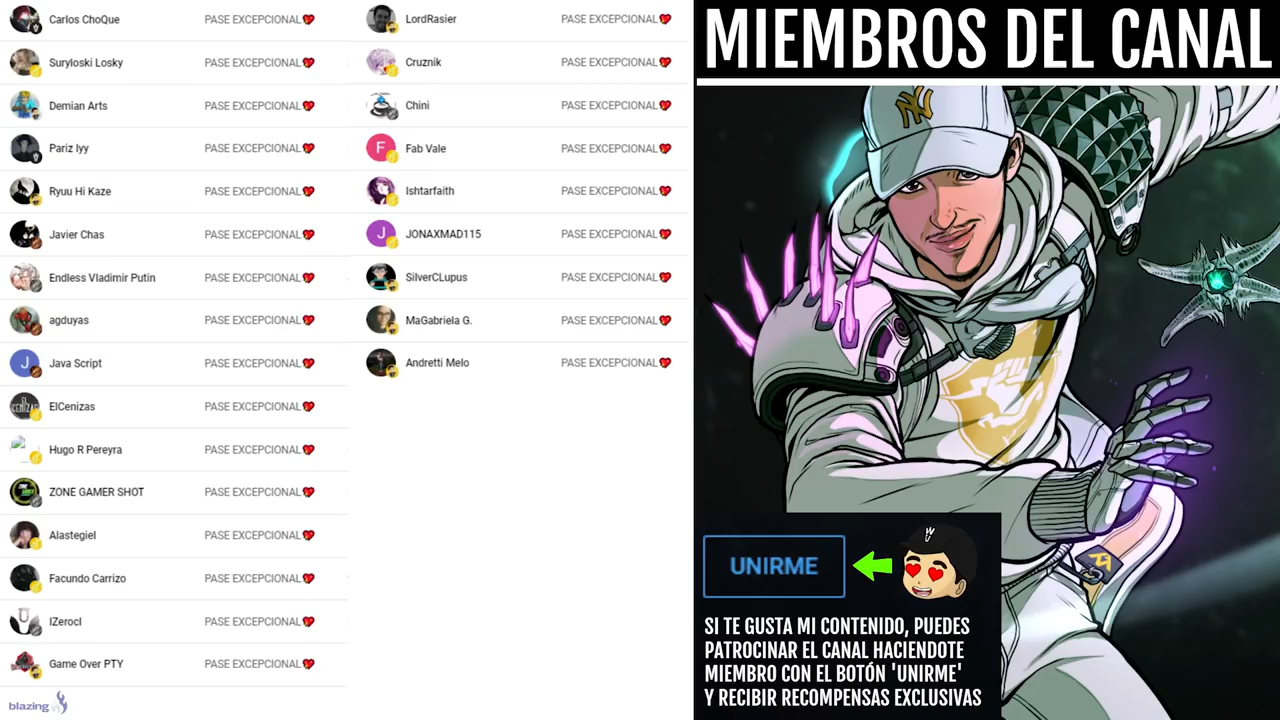 Carlos ChoQue PASE EXCEPCIONAL
Suryloski Losky PASE EXCEPCIONAL
Demian Arts PASE EXCEPCIONAL
Pariz Iyy PASE EXCEPCIONAL
Ryuu Hi Kaze PASE EXCEPCIONAL
Javier Chas PASE EXCEPCIONAL
Endless Vladimir Putin PASE EXCEPCIONAL
agduyas PASE EXCEPCIONAL
J Java Script PASE EXCEPCIONAL
ElCenizas PASE EXCEPCIONAL
Hugo R Pereyra PASE EXCEPCIONAL
ZONE GAMER SHOT PASE EXCEPCIONAL
Alastegiel PASE EXCEPCIONAL
Facundo Carrizo PASE EXCEPCIONAL
IZerocI PASE EXCEPCIONAL
Game Over PTY PASE EXCEPCIONAL
blazing
LordRasier PASE EXCEPCIONAL
Cruznik PASE EXCEPCIONAL
Chini PASE EXCEPCIONAL
F Fab Vale PASE EXCEPCIONAL
Ishtarfaith PASE EXCEPCIONAL
J JONAXMAD115 PASE EXCEPCIONAL
SilverCLupus PASE EXCEPCIONAL
MaGabriela G. PASE EXCEPCIONAL
Andretti Melo PASE EXCEPCIONAL
MIEMBROS DEL CANAL
NY
UNIRME
SI TE GUSTA MI CONTENIDO, PUEDES
PATROCINAR EL CANAL HACIENDOTE
MIEMBRO CON EL BOTÓN 'UNIRME'
Y RECIBIR RECOMPENSAS EXCLUSIVAS